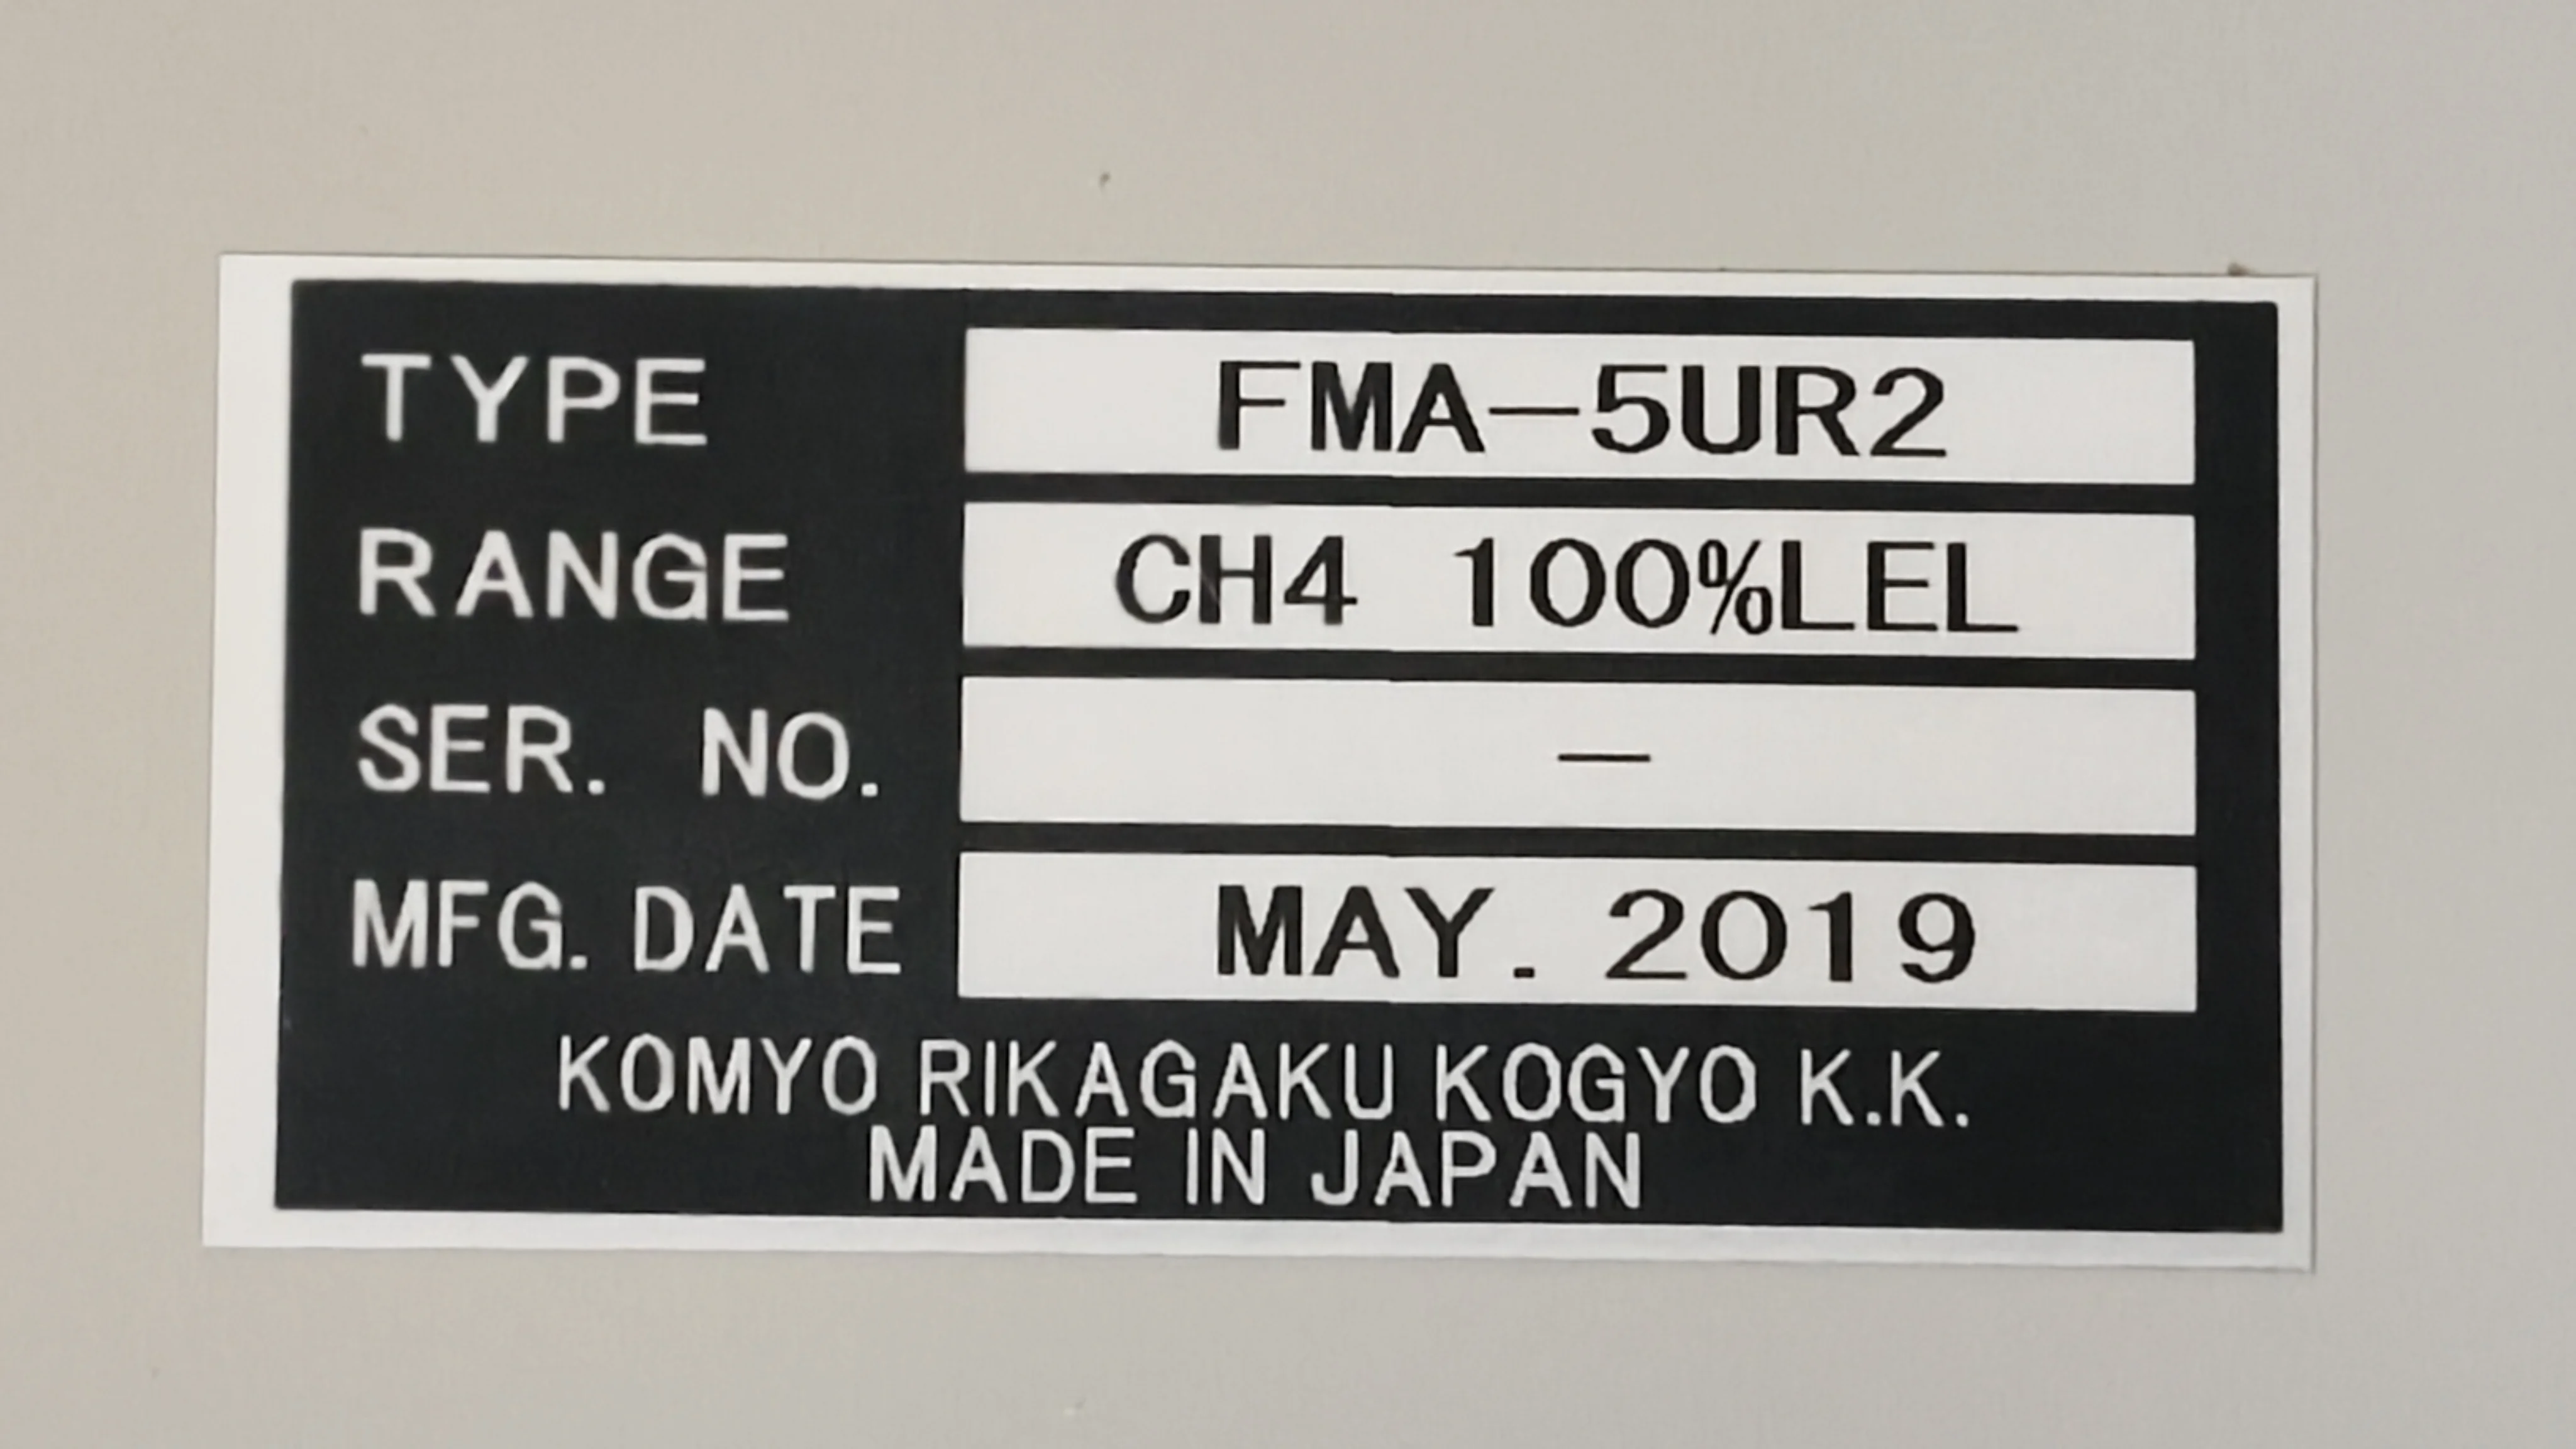 TYPE FMA-5UR2
RANGE CH4 100%LEL
SER. NO. -
MFG. DATE MAY. 2019
KOMYO RIKAGAKU KOGYO K.K.
MADE IN JAPAN